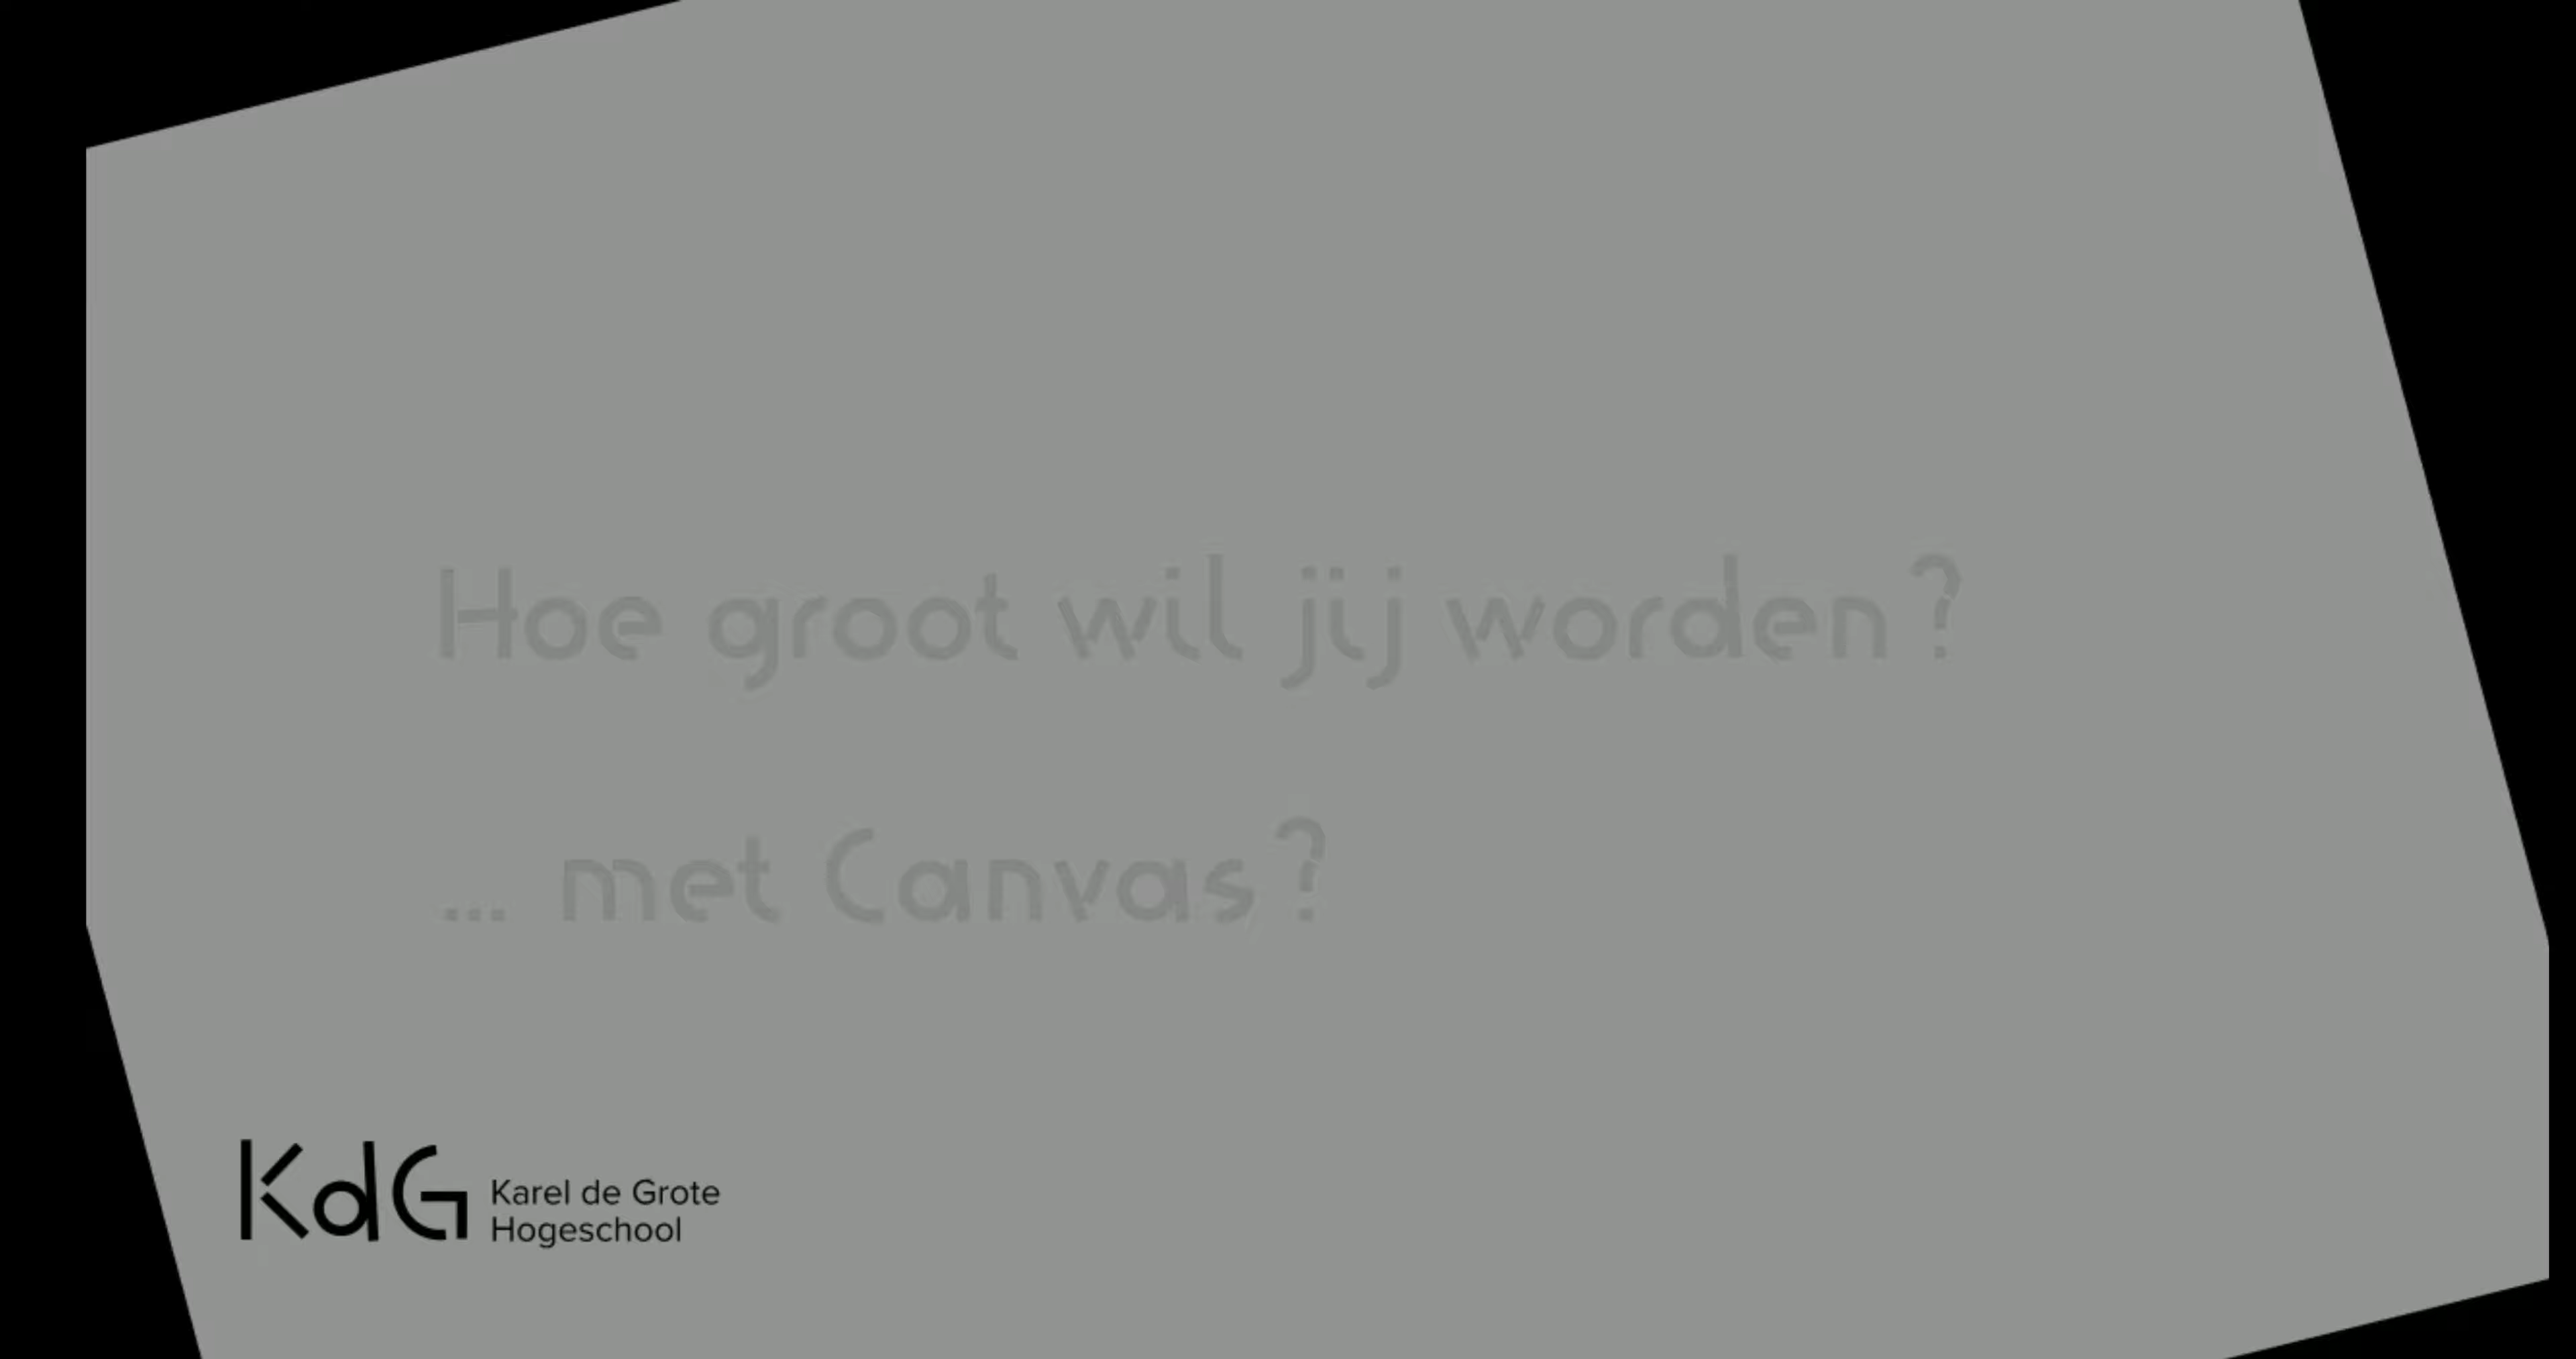 Hoe groot wil jij worden?
... met Canvas?
KdG
Karel de Grote
Hogeschool